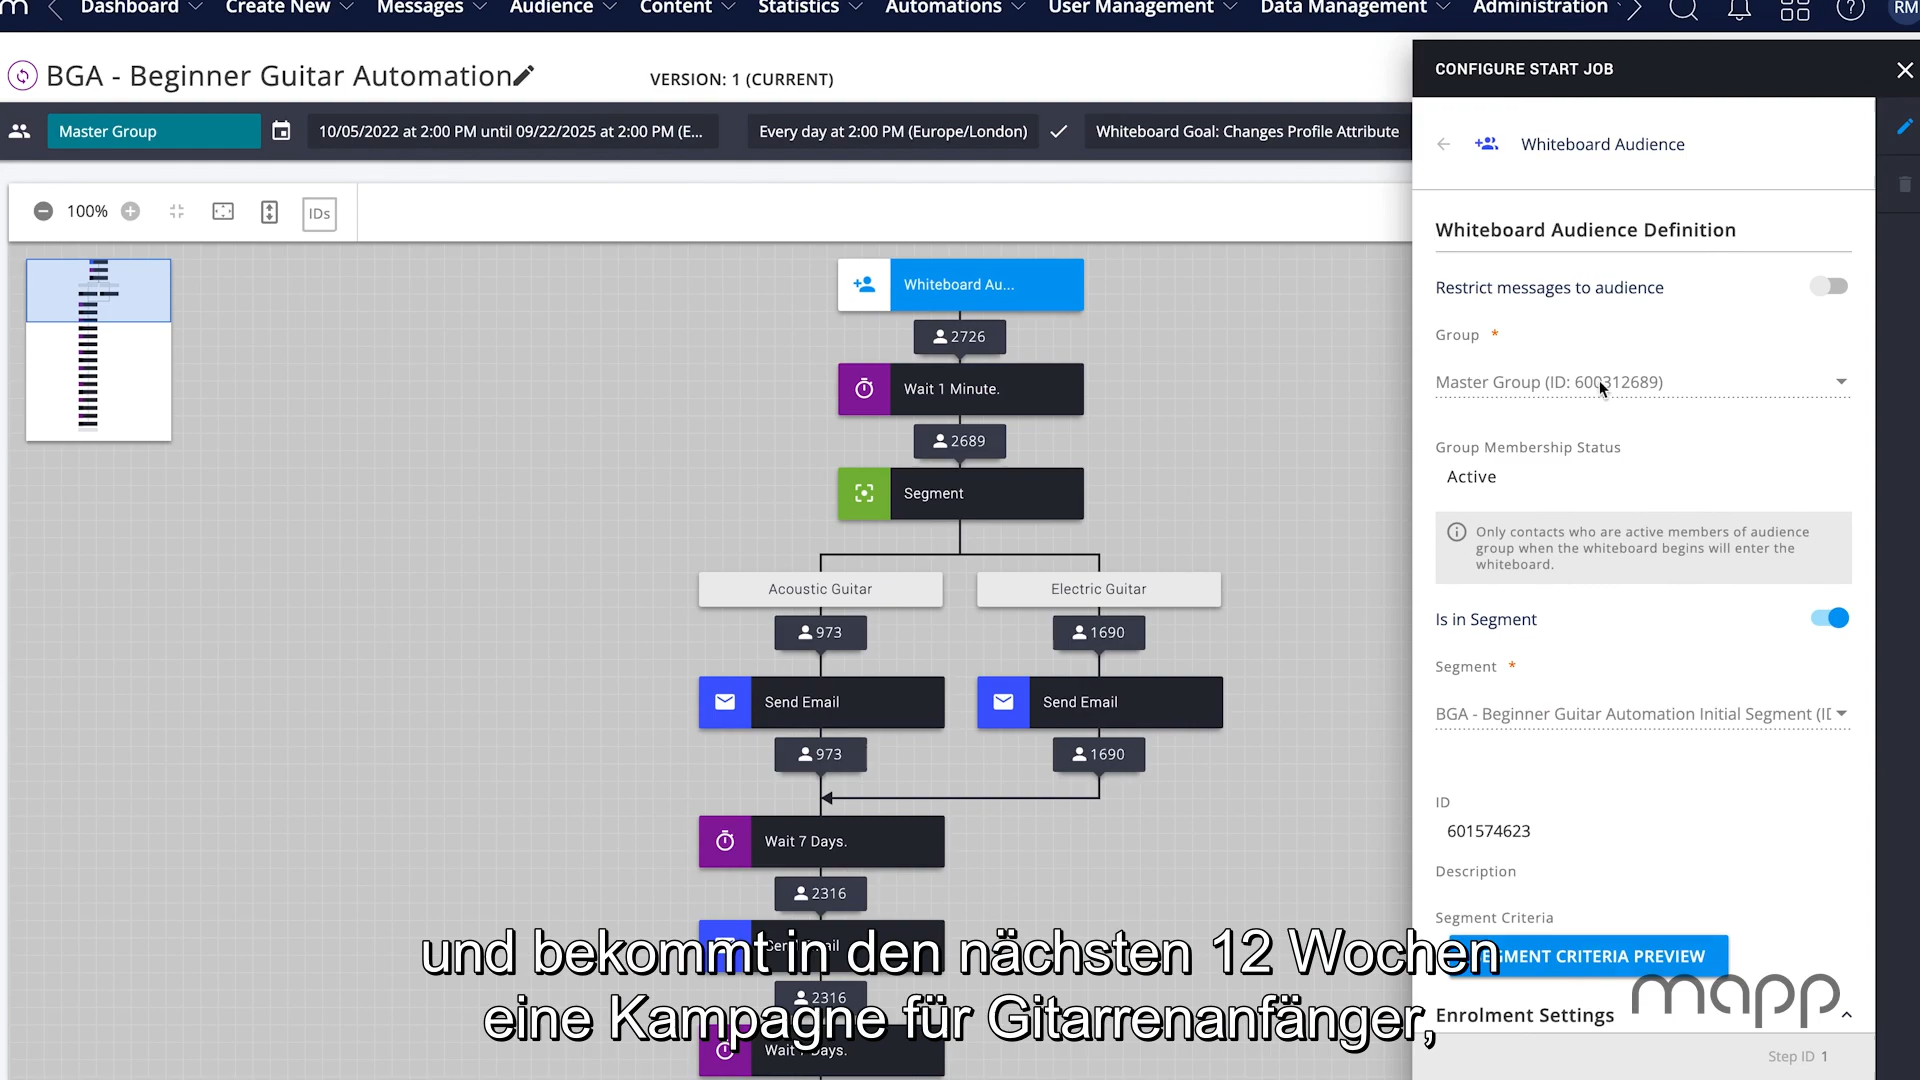 Dashboard
Create New
Messages
Audience
Content
Statistics
Automations
User Management
Data Management
Administration
RM
BGA - Beginner Guitar Automation
VERSION: 1 (CURRENT)
Master Group
10/05/2022 at 2:00 PM until 09/22/2025 at 2:00 PM (E...
Every day at 2:00 PM (Europe/London)
Whiteboard Goal: Changes Profile Attribute
100%
IDs
Whiteboard Au...
2726
Wait 1 Minute.
2689
Segment
Acoustic Guitar
Electric Guitar
973
1690
Send Email
Send Email
973
1690
Wait 7 Days.
2316
2316
Days.
CONFIGURE START JOB
Whiteboard Audience
Whiteboard Audience Definition
Restrict messages to audience
Group *
Master Group (ID: 600312689)
Group Membership Status
Active
Only contacts who are active members of audience
group when the whiteboard begins will enter the
whiteboard.
Is in Segment
Segment *
BGA - Beginner Guitar Automation Initial Segment (ID
ID
601574623
Description
Segment Criteria
SEGMENT CRITERIA PREVIEW
mapp
Enrolment Settings
Step ID 1
und bekommt in den nächsten 12 Wochen
eine Kampagne für Gitarrenanfänger,